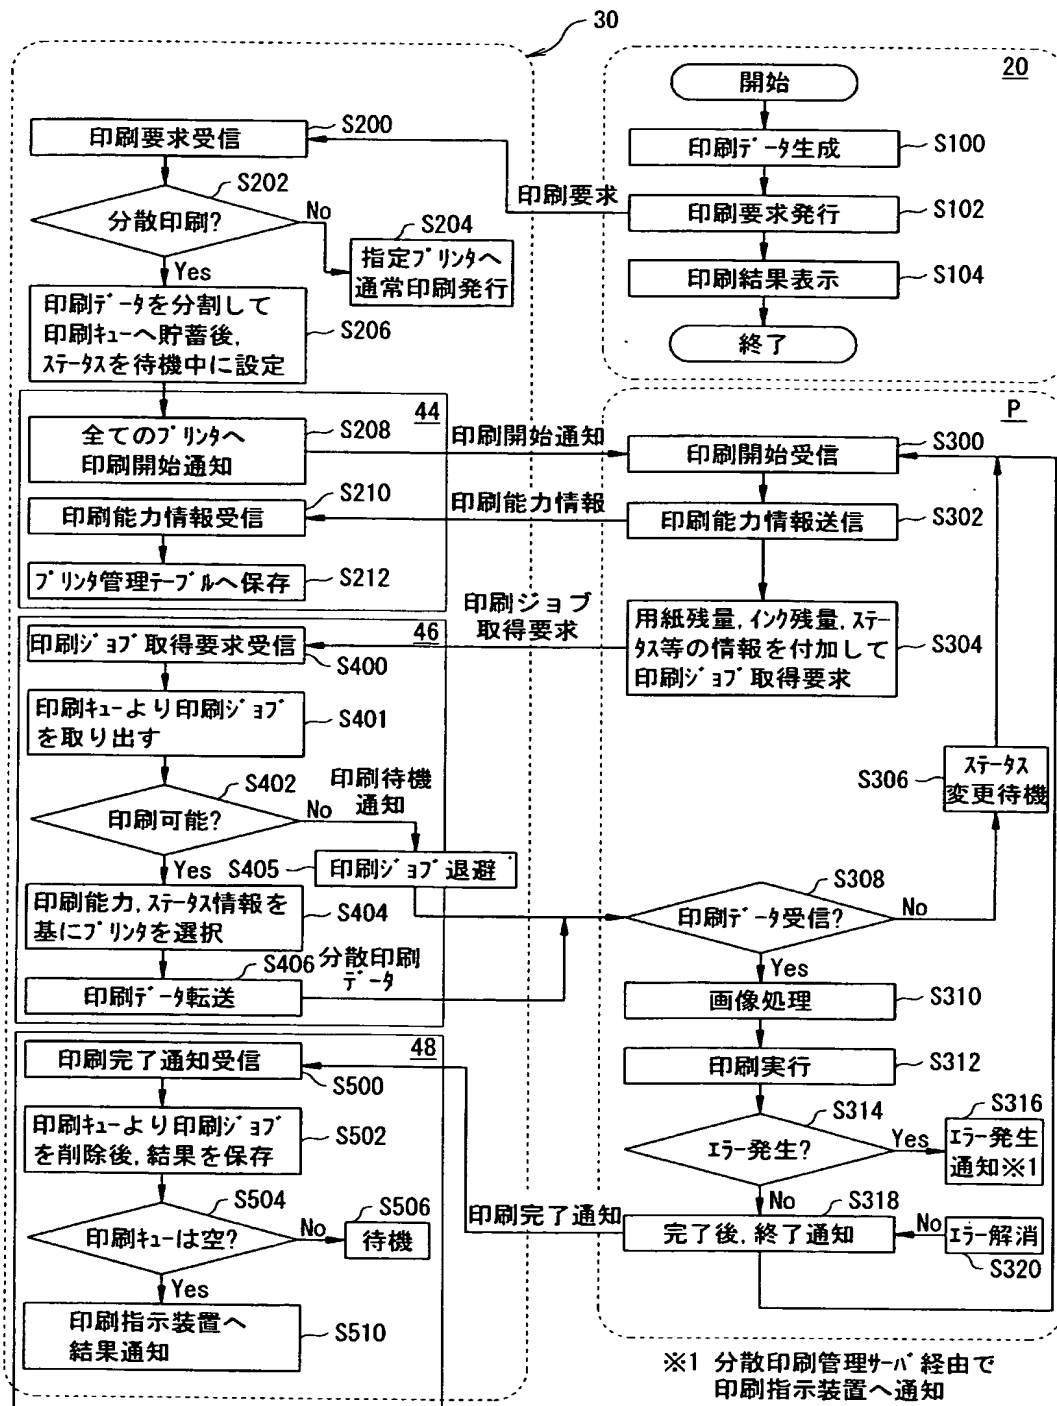 30
20
開始
印刷データ生成
S100
印刷要求
印刷要求発行
S102
印刷結果表示
S104
終了
印刷要求受信
S200
S202
分散印刷?
No
Yes
S204
指定プリンタへ
通常印刷発行
印刷データを分割して
印刷キューへ貯蓄後,
ステータスを待機中に設定
S206
44
全てのプリンタへ
印刷開始通知
S208
印刷開始通知
S210
印刷能力情報受信
印刷能力情報
プリンタ管理テーブルへ保存
S212
P
印刷開始受信
S300
印刷能力情報送信
S302
印刷ジョブ
取得要求
用紙残量,インク残量,ステー
タス等の情報を付加して
印刷ジョブ取得要求
S304
46
印刷ジョブ取得要求受信
S400
印刷キューより印刷ジョブ
を取り出す
S401
S402
印刷可能?
No
印刷待機
通知
Yes
S405
印刷ジョブ退避
印刷能力,ステータス情報を
基にプリンタを選択
S404
S406
印刷データ転送
分散印刷
データ
S306
ステータス
変更待機
S308
印刷データ受信?
No
Yes
画像処理
S310
印刷実行
S312
S314
エラー発生?
Yes
S316
エラー発生
通知※1
No
S318
完了後,終了通知
No
エラー解消
S320
48
印刷完了通知受信
S500
印刷キューより印刷ジョブ
を削除後,結果を保存
S502
S504
印刷キューは空?
No
S506
待機
印刷完了通知
Yes
印刷指示装置へ
結果通知
S510
※1 分散印刷管理サーバ経由で
印刷指示装置へ通知